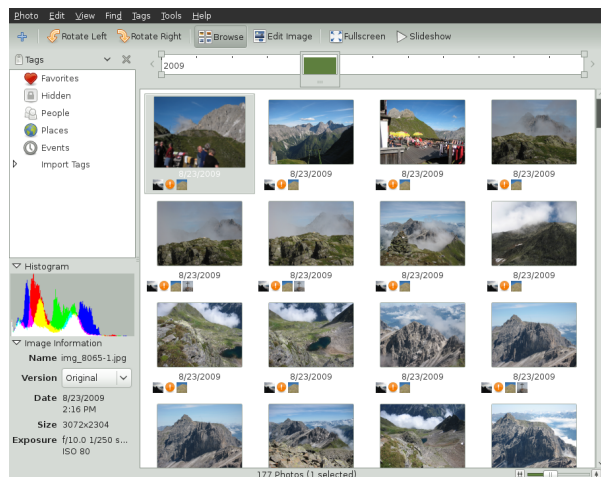 Photo Edit View Find Tags Tools Help
Rotate Left Rotate Right Browse Edit Image Fullscreen Slideshow
Tags
2009
Favorites
Hidden
People
Places
Events
Import Tags
8/23/2009 8/23/2009 8/23/2009 8/23/2009
8/23/2009 8/23/2009 8/23/2009 8/23/2009
Histogram
8/23/2009 8/23/2009 8/23/2009 8/23/2009
Image Information
Name img_8065-1.jpg
Version Original
Date 8/23/2009
2:16 PM
Size 3072x2304
Exposure f/10.0 1/250 s...
ISO 80
177 Photos (1 selected)